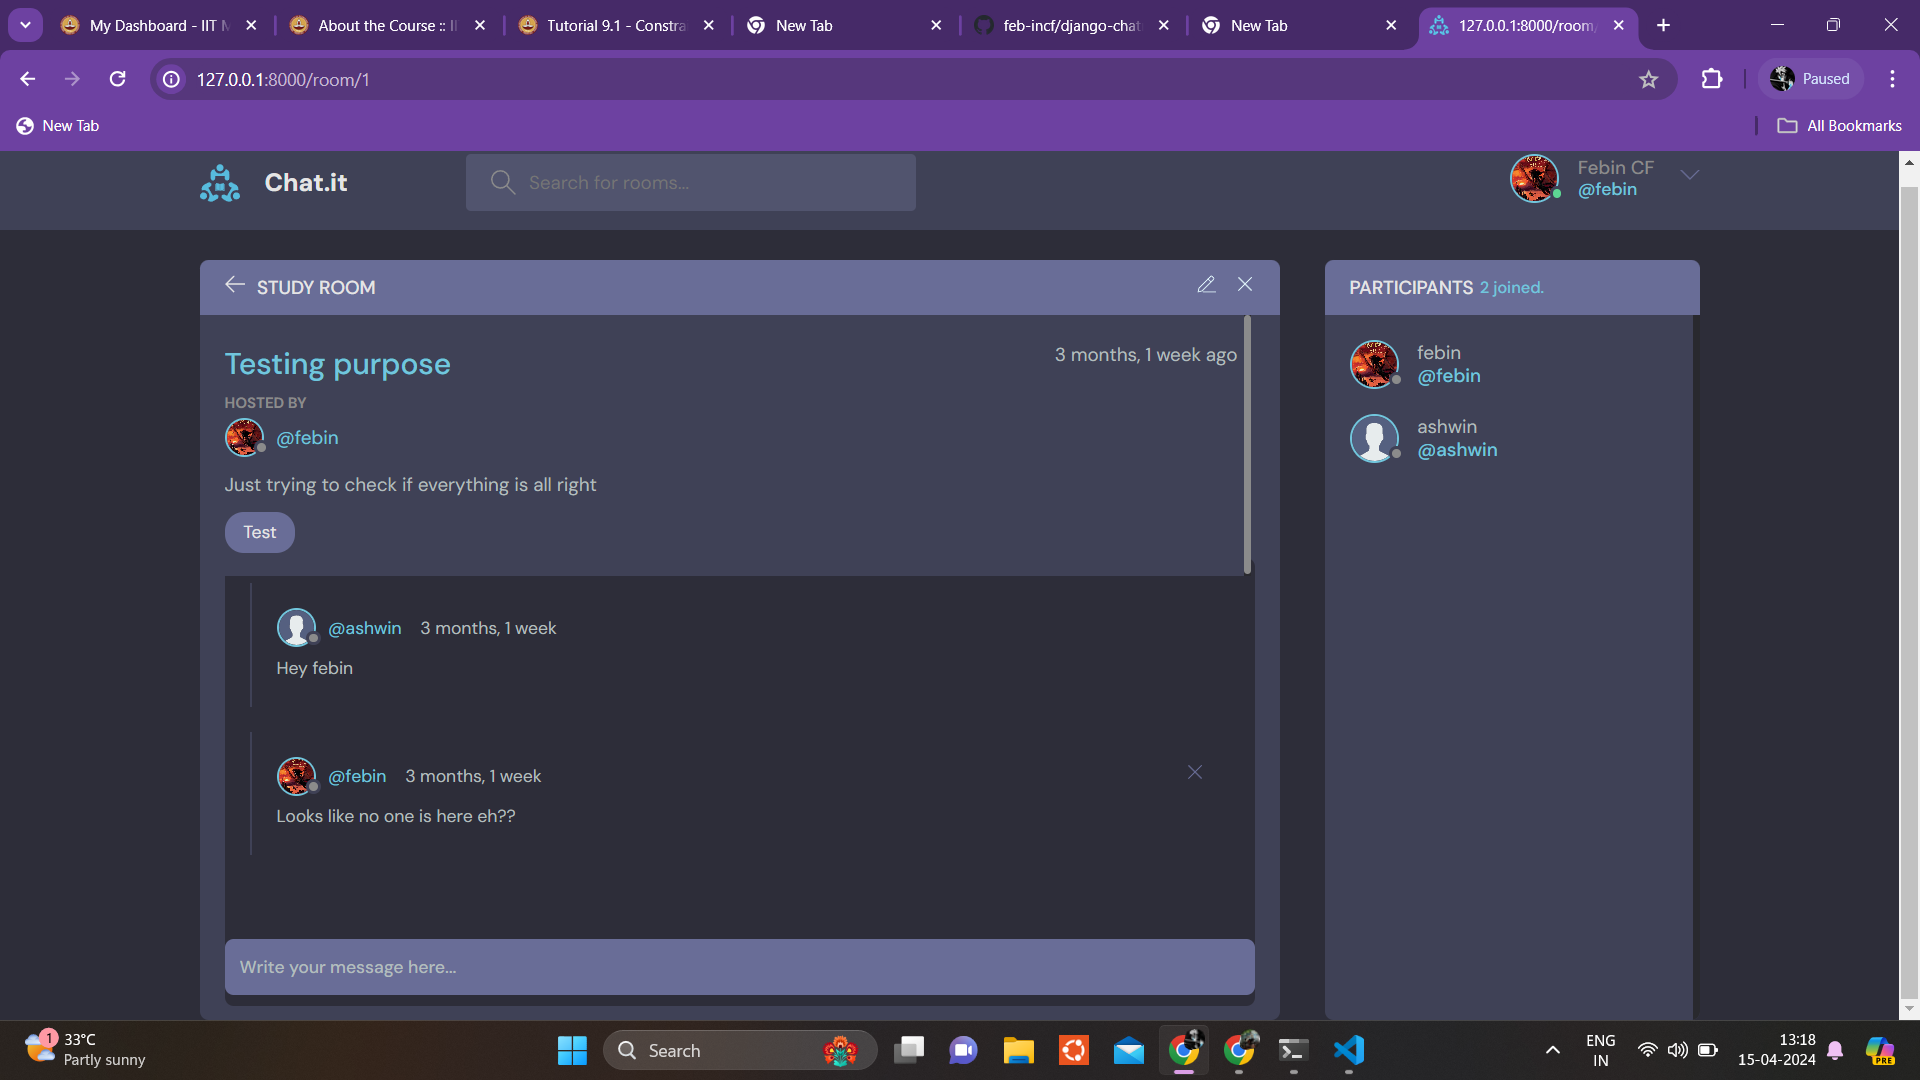 My Dashboard - IIT M
About the Course :: II
Tutorial 9.1 - Constra
New Tab
feb-incf/django-chat
New Tab
127.0.0.1:8000/room/
127.0.0.1:8000/room/1
Paused
New Tab
All Bookmarks
Chat.it
Search for rooms...
Febin CF
@febin
STUDY ROOM
Testing purpose
3 months, 1 week ago
HOSTED BY
@febin
Just trying to check if everything is all right
Test
@ashwin 3 months, 1 week
Hey febin
@febin 3 months, 1 week
Looks like no one is here eh??
Write your message here...
PARTICIPANTS 2 joined.
febin
@febin
ashwin
@ashwin
1
33°C
Partly sunny
Search
ENG
IN
13:18
15-04-2024
PRE